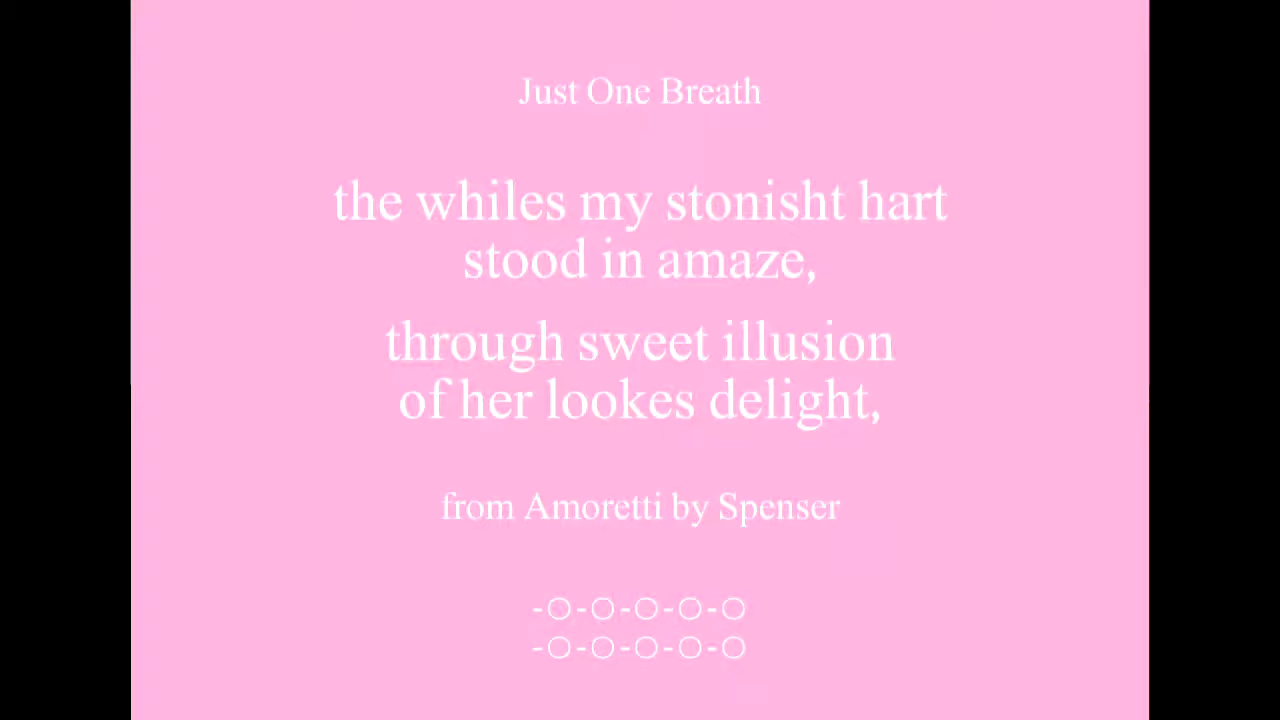 Just One Breath
the whiles my stonisht hart
stood in amaze,
through sweet illusion
of her lookes delight,
from Amoretti by Spenser
-○-○-○-○-○
-○-○-○-○-○